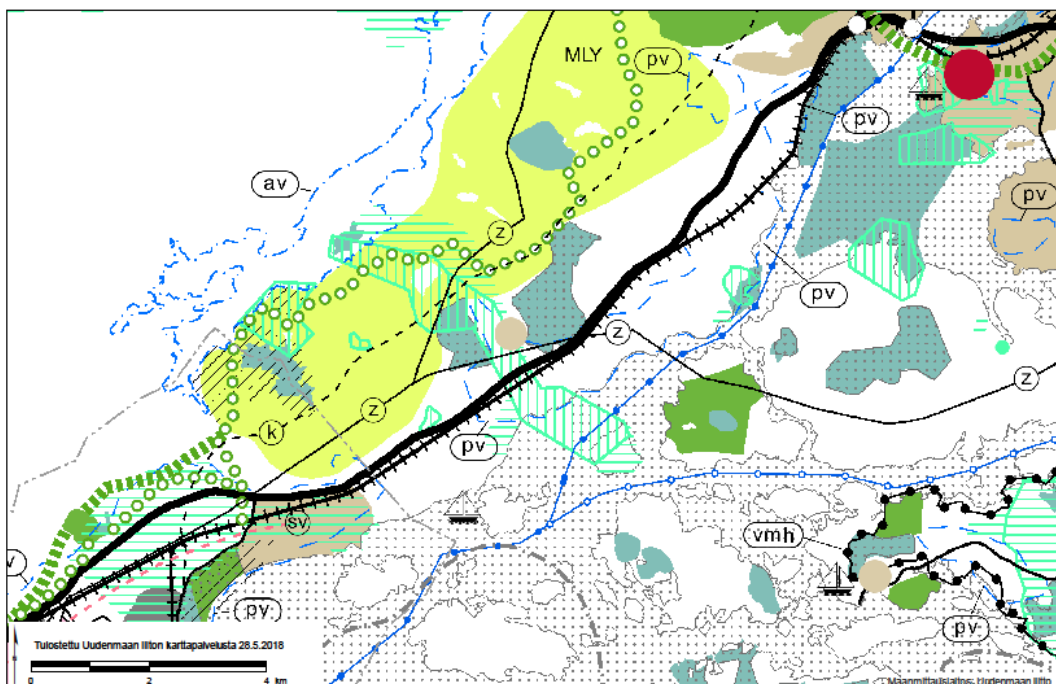 MLY
pv
pv
av
pv
z
pv
z
z
z
k
pv
sv
vmh
v
pv
pv
Tulostettu Uudenmaan liiton karttapalvelusta 28.5.2018
0 2 4 km
Maanmittauslaitos, Uudenmaan liitto